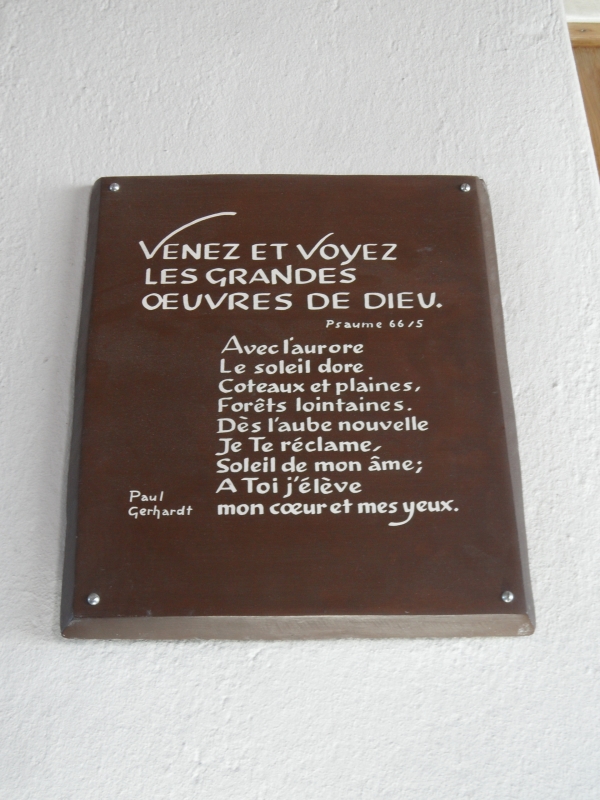 VENEZ ET VOYEZ
LES GRANDES
OEUVRES DE DIEU.
Psaume 66/5
Avec l'aurore
Le soleil dore
Coteaux et plaines,
Forêts lointaines.
Dès l'aube nouvelle
Je Te réclame,
Soleil de mon âme;
A Toi j'élève
mon cœur et mes yeux.
Paul
Gerhardt